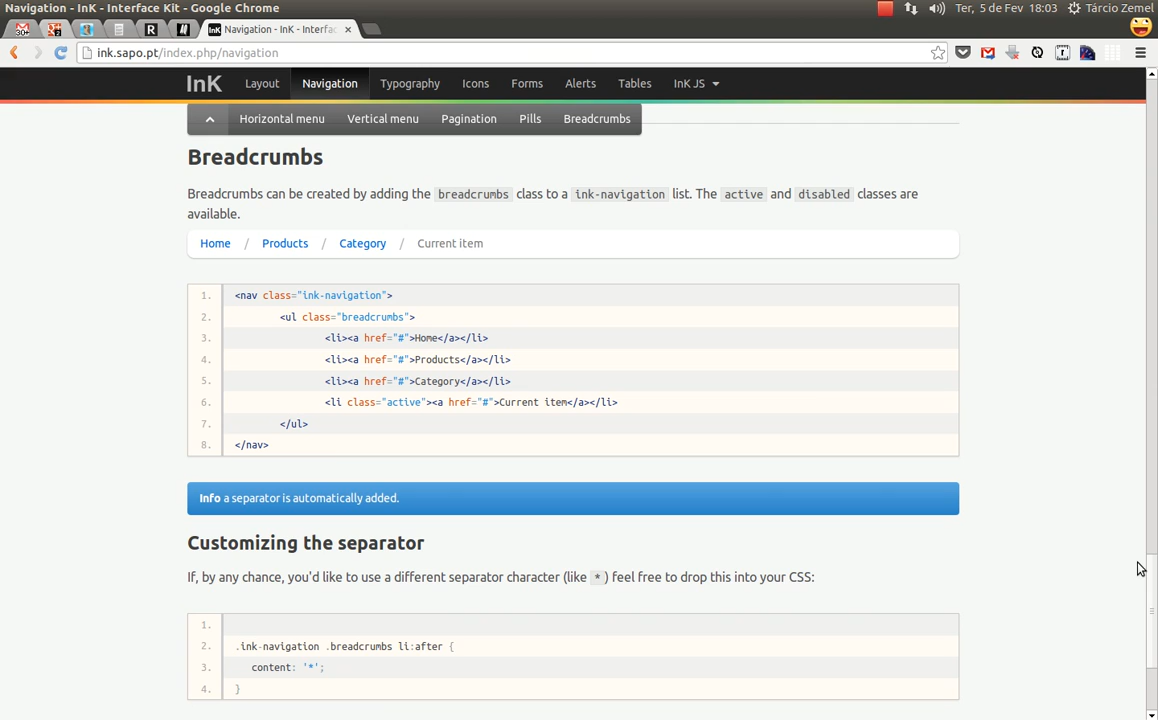 Navigation - InK - Interface Kit - Google Chrome
Ter, 5 de Fev 18:03 Tárcio Zemel
30+
R
InK Navigation - InK - Interfac
ink.sapo.pt/index.php/Navigation
InK Layout Navigation Typography Icons Forms Alerts Tables InK JS
Horizontal menu Vertical menu Pagination Pills Breadcrumbs
Breadcrumbs
Breadcrumbs can be created by adding the breadcrumbs class to a ink-navigation list. The active and disabled classes are
available.
Home / Products / Category / Current item
1. <nav class="ink-navigation">
2. <ul class="breadcrumbs">
3. <li><a href="#">Home</a></li>
4. <li><a href="#">Products</a></li>
5. <li><a href="#">Category</a></li>
6. <li class="active"><a href="#">Current item</a></li>
7. </ul>
8. </nav>
Info a separator is automatically added.
Customizing the separator
If, by any chance, you'd like to use a different separator character (like * ) feel free to drop this into your CSS:
1.
2. .ink-navigation .breadcrumbs li:after {
3. content: '*';
4. }